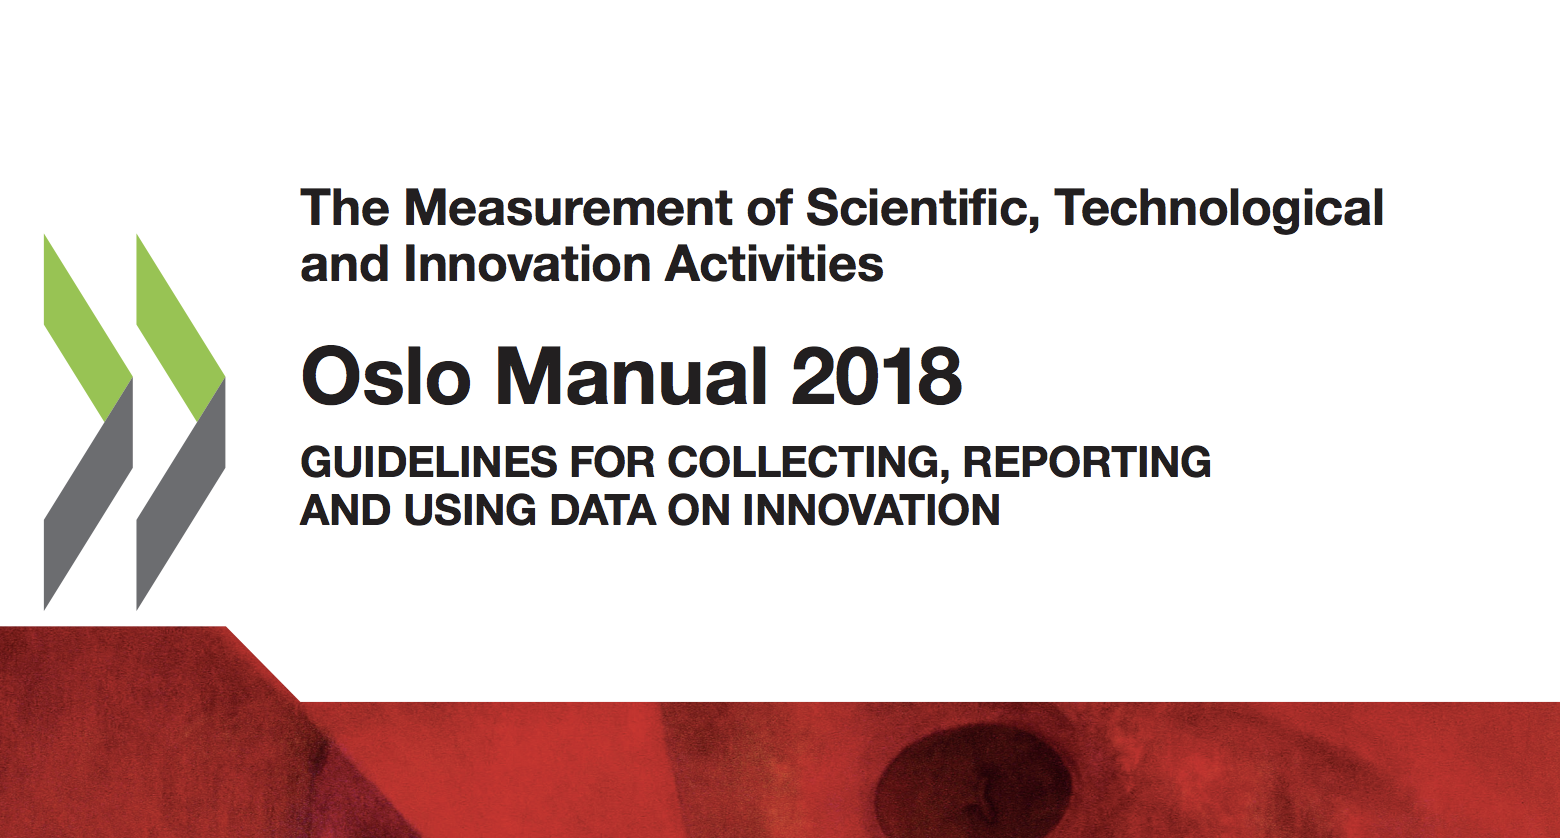 The Measurement of Scientific, Technological
and Innovation Activities
Oslo Manual 2018
GUIDELINES FOR COLLECTING, REPORTING
AND USING DATA ON INNOVATION